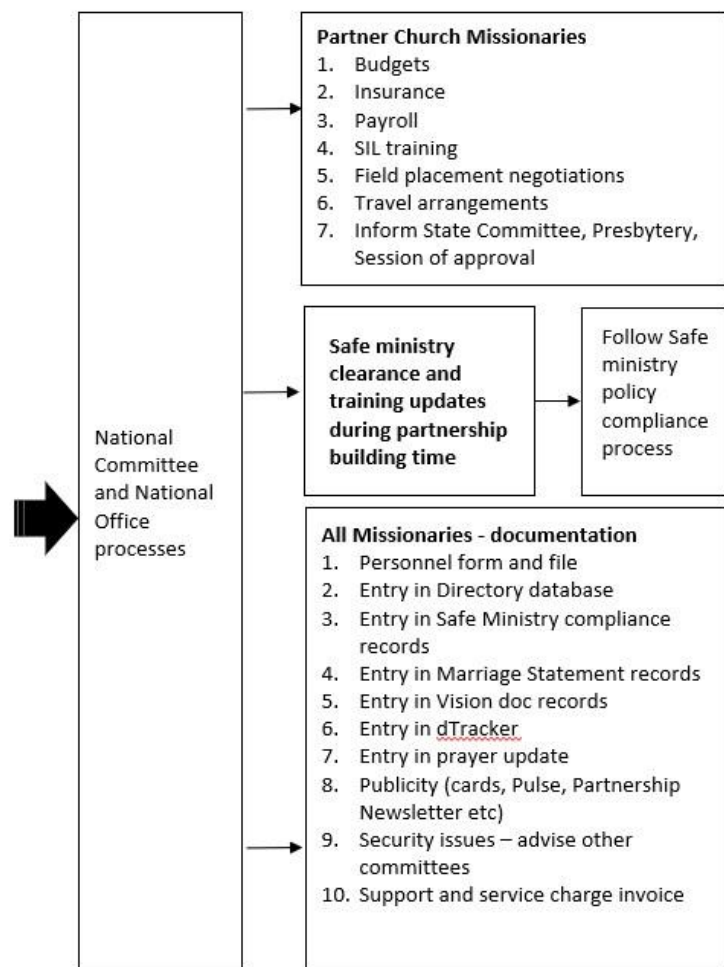 Partner Church Missionaries
1. Budgets
2. Insurance
3. Payroll
4. SIL training
5. Field placement negotiations
6. Travel arrangements
7. Inform State Committee, Presbytery,
Session of approval
Safe ministry
clearance and
training updates
during partnership
building time
Follow Safe
ministry
policy
compliance
process
National
Committee
and National
Office
processes
All Missionaries - documentation
1. Personnel form and file
2. Entry in Directory database
3. Entry in Safe Ministry compliance
records
4. Entry in Marriage Statement records
5. Entry in Vision doc records
6. Entry in dTracker
7. Entry in prayer update
8. Publicity (cards, Pulse, Partnership
Newsletter etc)
9. Security issues – advise other
committees
10. Support and service charge invoice